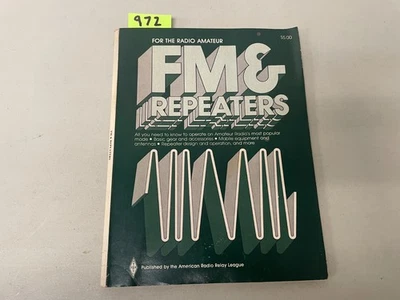 972
FOR THE RADIO AMATEUR
$5.00
FM&
REPEATERS
All you need to know to operate on Amateur Radio's most popular
mode • Basic gear and accessories • Mobile equipment and
antennas • Repeater design and operation, and more
Published by the American Radio Relay League